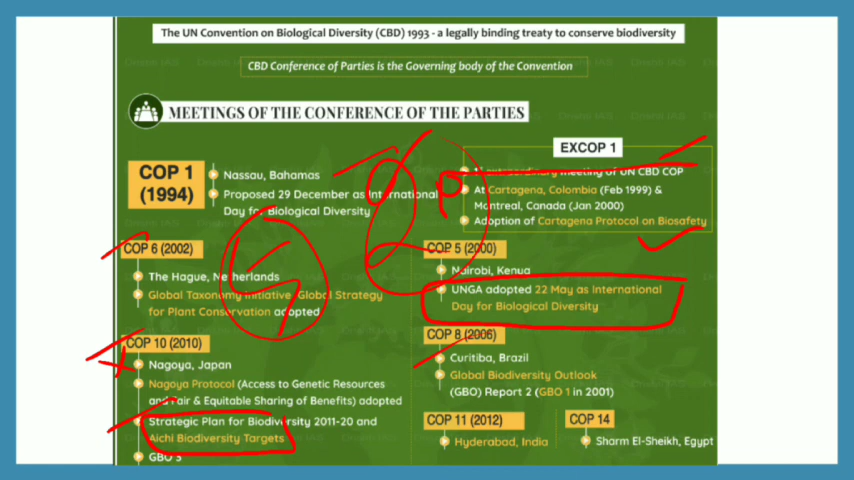 The UN Convention on Biological Diversity (CBD) 1993 - a legally binding treaty to conserve biodiversity
CBD Conference of Parties is the Governing body of the Convention
MEETINGS OF THE CONFERENCE OF THE PARTIES
COP 1
(1994)
Nassau, Bahamas
Proposed 29 December as International
Day for Biological Diversity
EXCOP 1
meeting of UN CBD COP
At Cartagena, Colombia (Feb 1999) &
Montreal, Canada (Jan 2000)
Adoption of Cartagena Protocol on Biosafety
COP 6 (2002)
The Hague, Netherlands
Global Taxonomy Initiative, Global Strategy
for Plant Conservation adopted
COP 5 (2000)
Nairobi, Kenua
UNGA adopted 22 May as International
Day for Biological Diversity
COP 10 (2010)
Nagoya, Japan
Nagoya Protocol (Access to Genetic Resources
and Fair & Equitable Sharing of Benefits) adopted
Strategic Plan for Biodiversity 2011-20 and
Aichi Biodiversity Targets
GBO 3
COP 8 (2006)
Curitiba, Brazil
Global Biodiversity Outlook
(GBO) Report 2 (GBO 1 in 2001)
COP 11 (2012)
Hyderabad, India
COP 14
Sharm El-Sheikh, Egypt